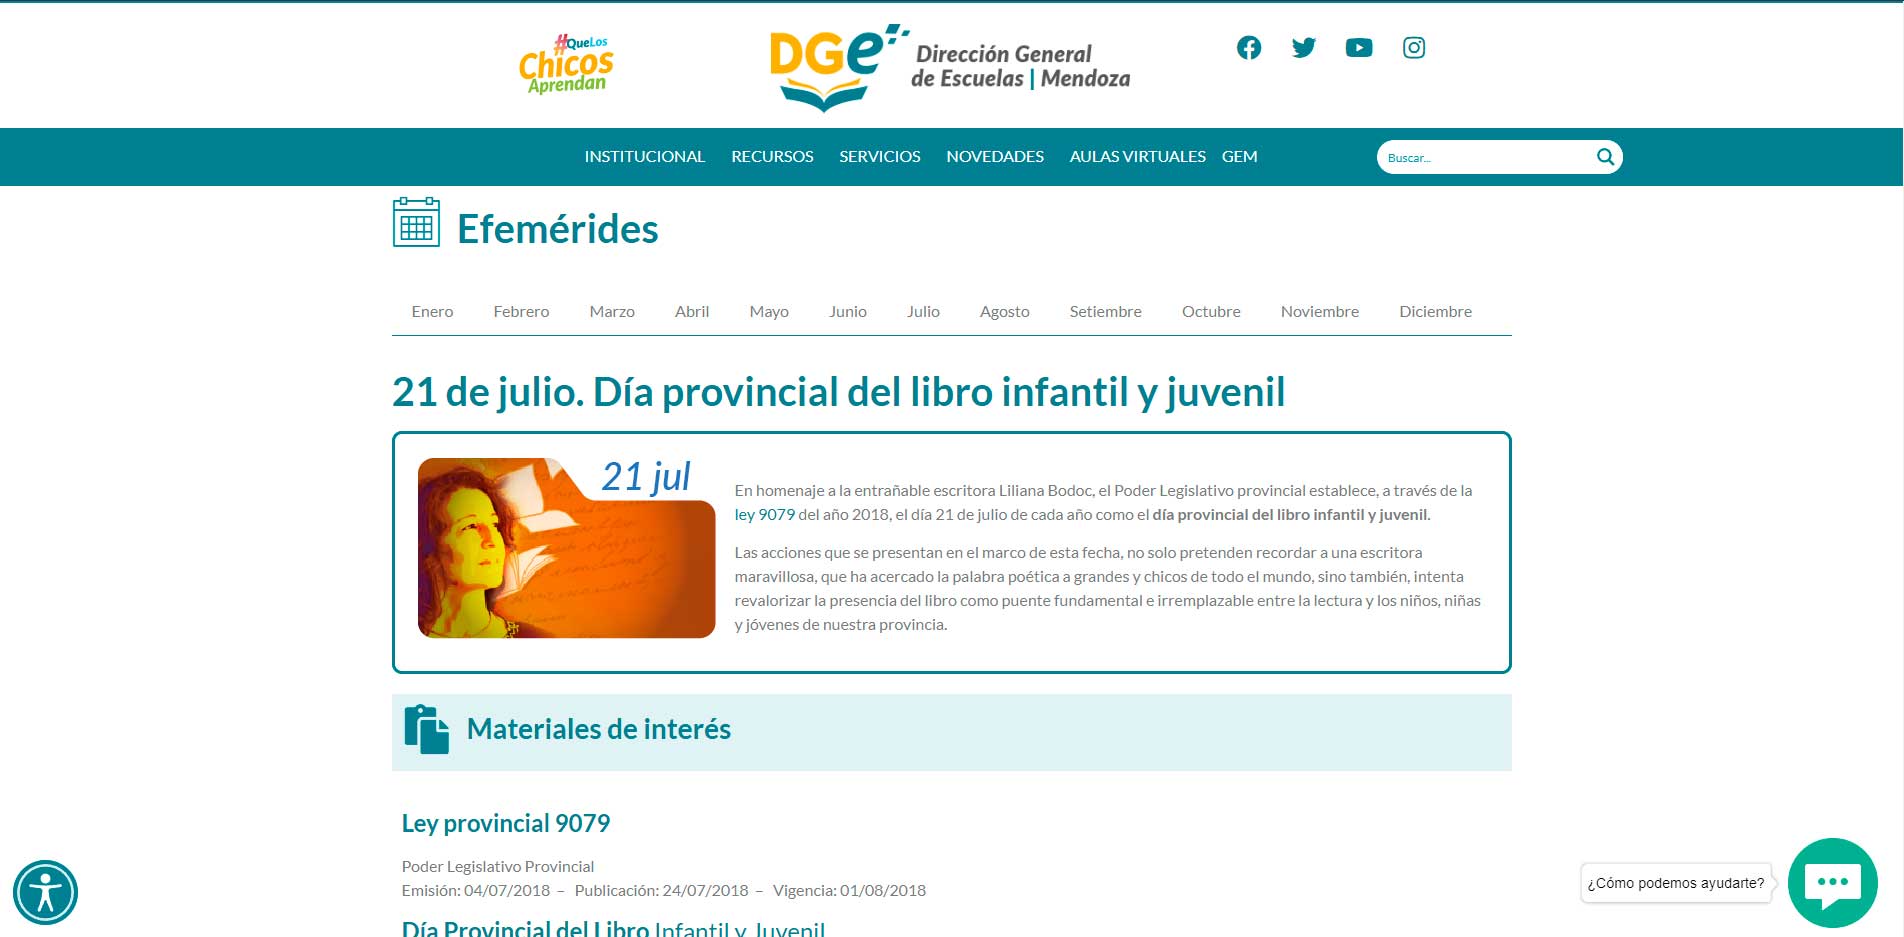 #QueLos
Chicos
Aprendan
DGe
Dirección General
de Escuelas | Mendoza
INSTITUCIONAL RECURSOS SERVICIOS NOVEDADES AULAS VIRTUALES GEM
Buscar...
Efemérides
Enero Febrero Marzo Abril Mayo Junio Julio Agosto Setiembre Octubre Noviembre Diciembre
21 de julio. Día provincial del libro infantil y juvenil
21 jul
En homenaje a la entrañable escritora Liliana Bodoc, el Poder Legislativo provincial establece, a través de la
ley 9079 del año 2018, el día 21 de julio de cada año como el día provincial del libro infantil y juvenil.
Las acciones que se presentan en el marco de esta fecha, no solo pretenden recordar a una escritora
maravillosa, que ha acercado la palabra poética a grandes y chicos de todo el mundo, sino también, intenta
revalorizar la presencia del libro como puente fundamental e irremplazable entre la lectura y los niños, niñas
y jóvenes de nuestra provincia.
Materiales de interés
Ley provincial 9079
Poder Legislativo Provincial
Emisión: 04/07/2018 – Publicación: 24/07/2018 – Vigencia: 01/08/2018
Día Provincial del Libro Infantil y Juvenil
¿Cómo podemos ayudarte?